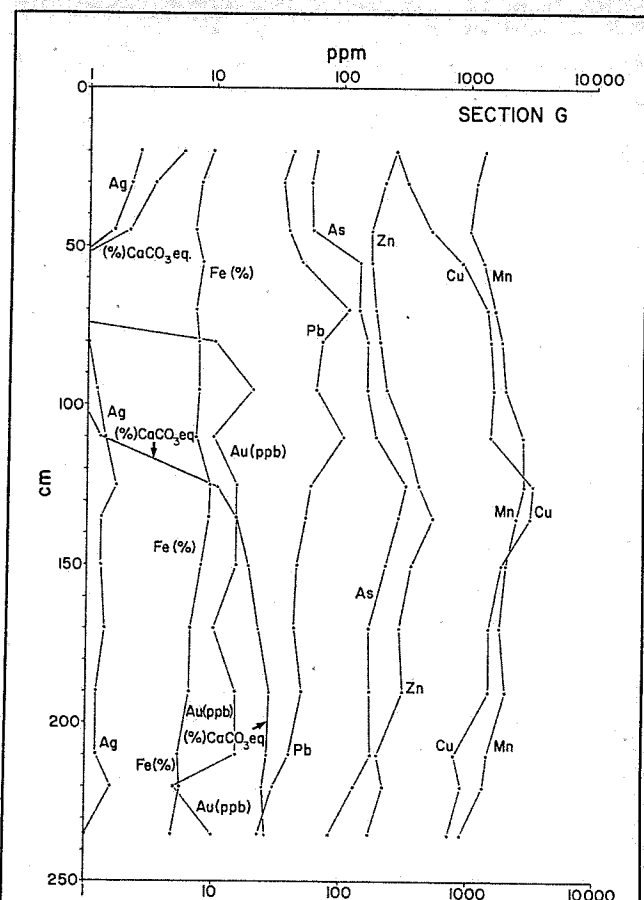 ppm
1 10 100 1000 10000
0
SECTION G
Ag
As
Zn
50
(%)CaCO3eq.
Fe(%)
Cu
Mn
Pb
100
Ag
(%)CaCO3eq.
Au(ppb)
cm
Mn
Cu
150
Fe(%)
As
Zn
200
Au(ppb)
(%)CaCO3eq
Ag
Fe(%)
Pb
Cu
Mn
Au(ppb)
250
1 10 100 1000 10000